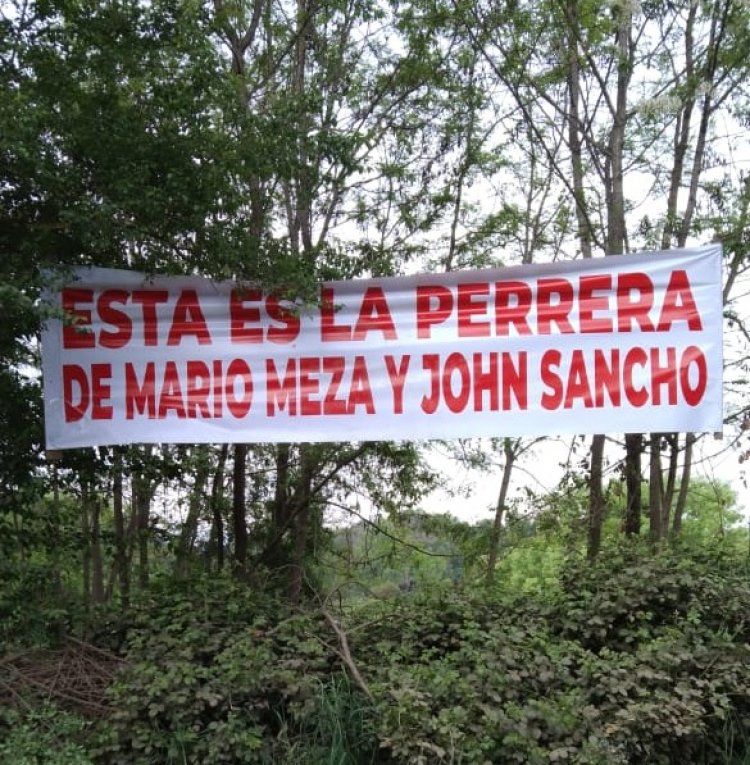 ESTA ES LA PERRERA
DE MARIO MEZA Y JOHN SANCHO